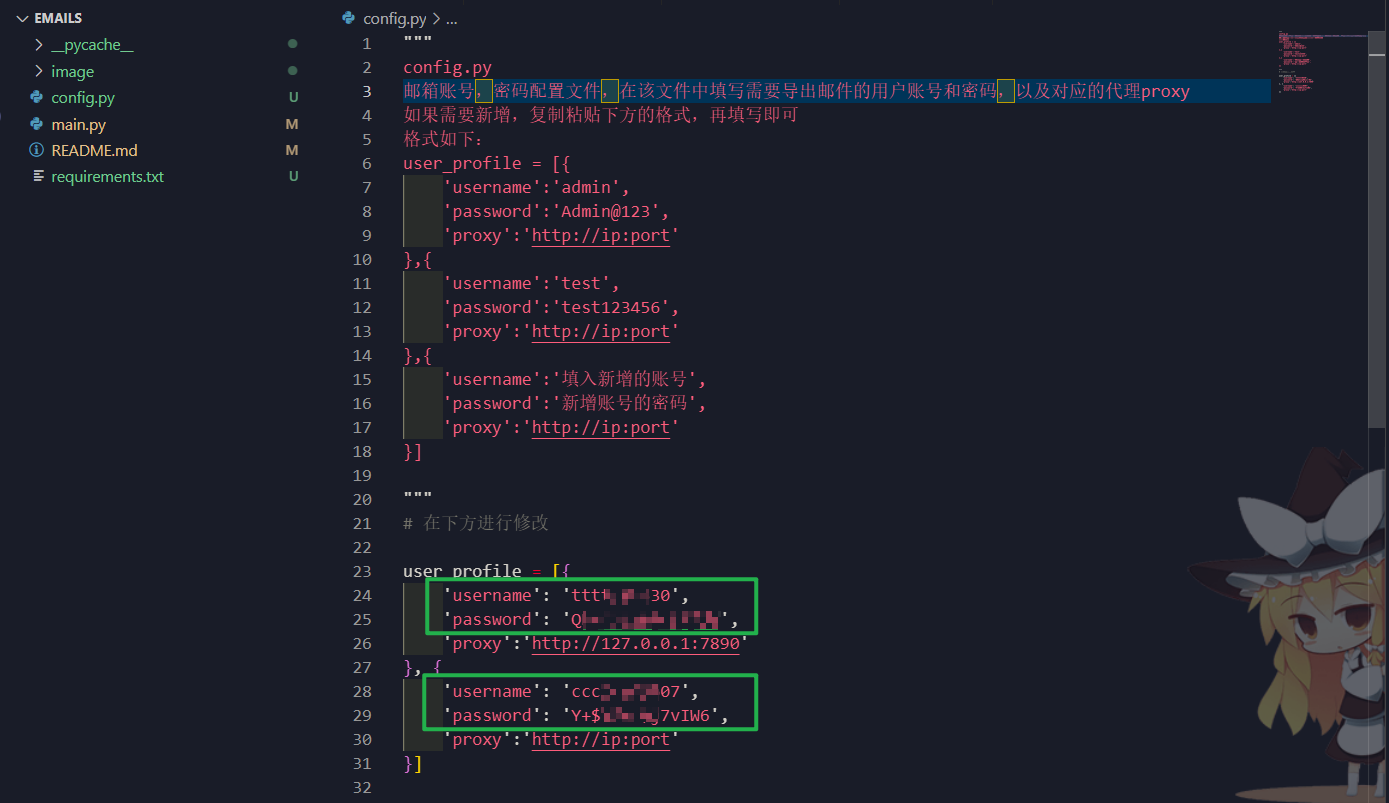 EMAILS
__pycache__
image
config.py U
main.py M
README.md M
requirements.txt U
config.py > ...
1 """
2 config.py
3 邮箱账号，密码配置文件，在该文件中填写需要导出邮件的用户账号和密码，以及对应的代理proxy
4 如果需要新增，复制粘贴下方的格式，再填写即可
5 格式如下：
6 user_profile = [{
7 'username':'admin',
8 'password':'Admin@123',
9 'proxy':'http://ip:port'
10 },{
11 'username':'test',
12 'password':'test123456',
13 'proxy':'http://ip:port'
14 },{
15 'username':'填入新增的账号',
16 'password':'新增账号的密码',
17 'proxy':'http://ip:port'
18 }]
19
20 """
21 # 在下方进行修改
22
23 user_profile = [{
24 'username': 'ttt 30',
25 'password': 'Q ',
26 'proxy':'http://127.0.0.1:7890'
27 }, {
28 'username': 'ccc 07',
29 'password': 'Y+$ 7vIW6',
30 'proxy':'http://ip:port'
31 }]
32